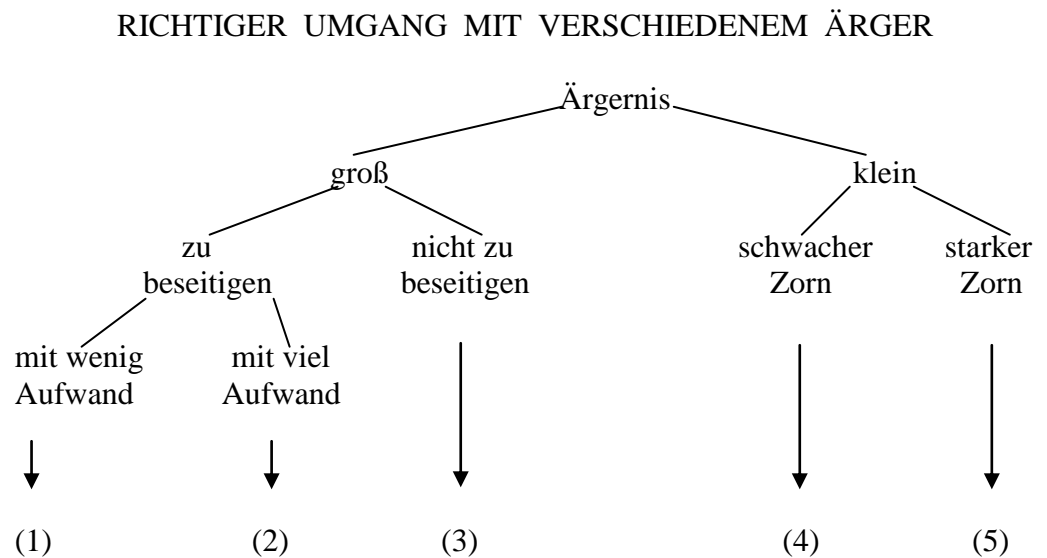 RICHTIGER UMGANG MIT VERSCHIEDENEM ÄRGER
Ärgernis
groß klein
zu nicht zu schwacher starker
beseitigen beseitigen Zorn Zorn
mit wenig mit viel
Aufwand Aufwand
(1) (2) (3) (4) (5)